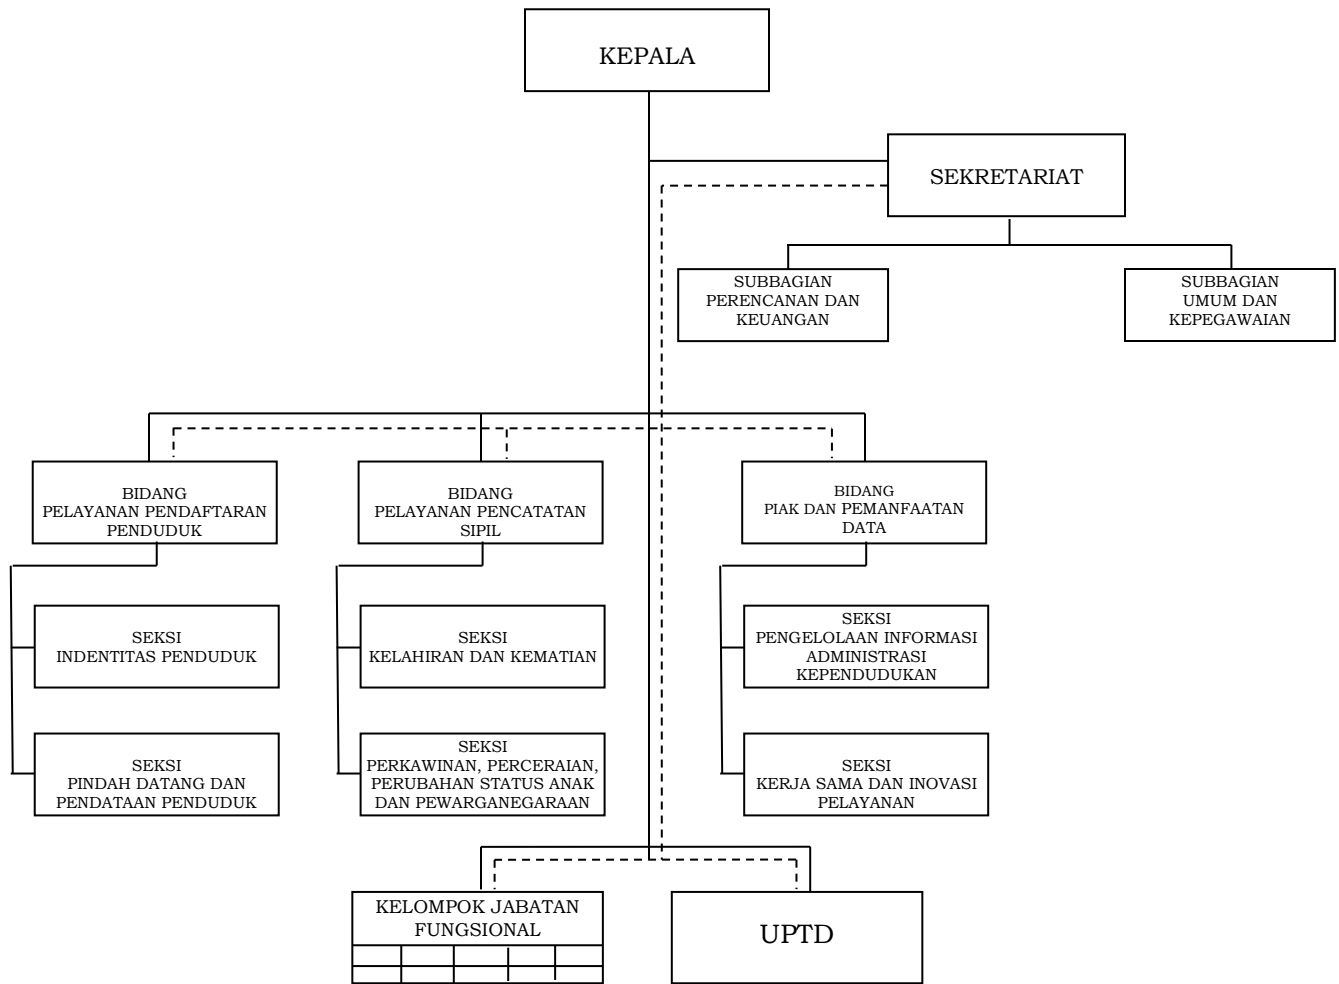 KEPALA
SEKRETARIAT
SUBBAGIAN
PERENCANAN DAN
KEUANGAN
SUBBAGIAN
UMUM DAN
KEPEGAWAIAN
BIDANG
PELAYANAN PENDAFTARAN
PENDUDUK
BIDANG
PELAYANAN PENCATATAN
SIPIL
BIDANG
PIAK DAN PEMANFAATAN
DATA
SEKSI
INDENTITAS PENDUDUK
SEKSI
KELAHIRAN DAN KEMATIAN
SEKSI
PENGELOLAAN INFORMASI
ADMINISTRASI
KEPENDUDUKAN
SEKSI
PINDAH DATANG DAN
PENDATAAN PENDUDUK
SEKSI
PERKAWINAN, PERCERAIAN,
PERUBAHAN STATUS ANAK
DAN PEWARGANEGARAAN
SEKSI
KERJA SAMA DAN INOVASI
PELAYANAN
KELOMPOK JABATAN
FUNGSIONAL
UPTD